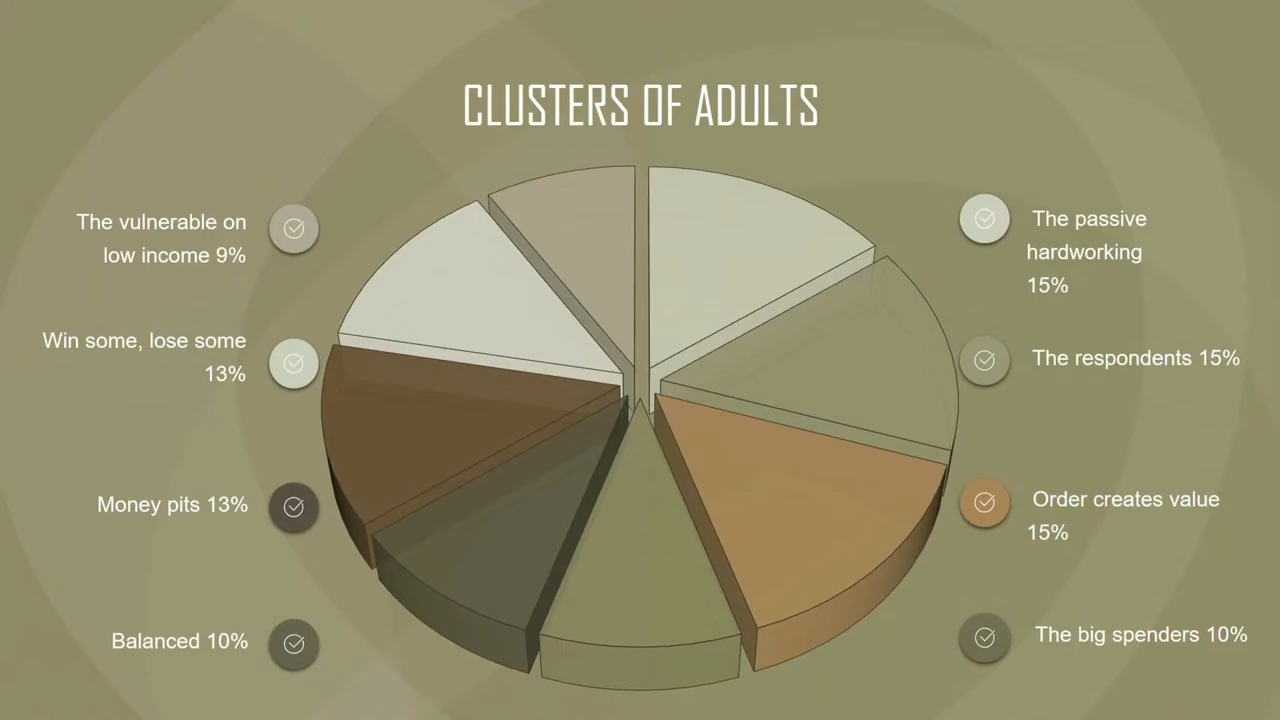 CLUSTERS OF ADULTS
The vulnerable on
low income 9%
Win some, lose some
13%
Money pits 13%
Balanced 10%
The passive
hardworking
15%
The respondents 15%
Order creates value
15%
The big spenders 10%